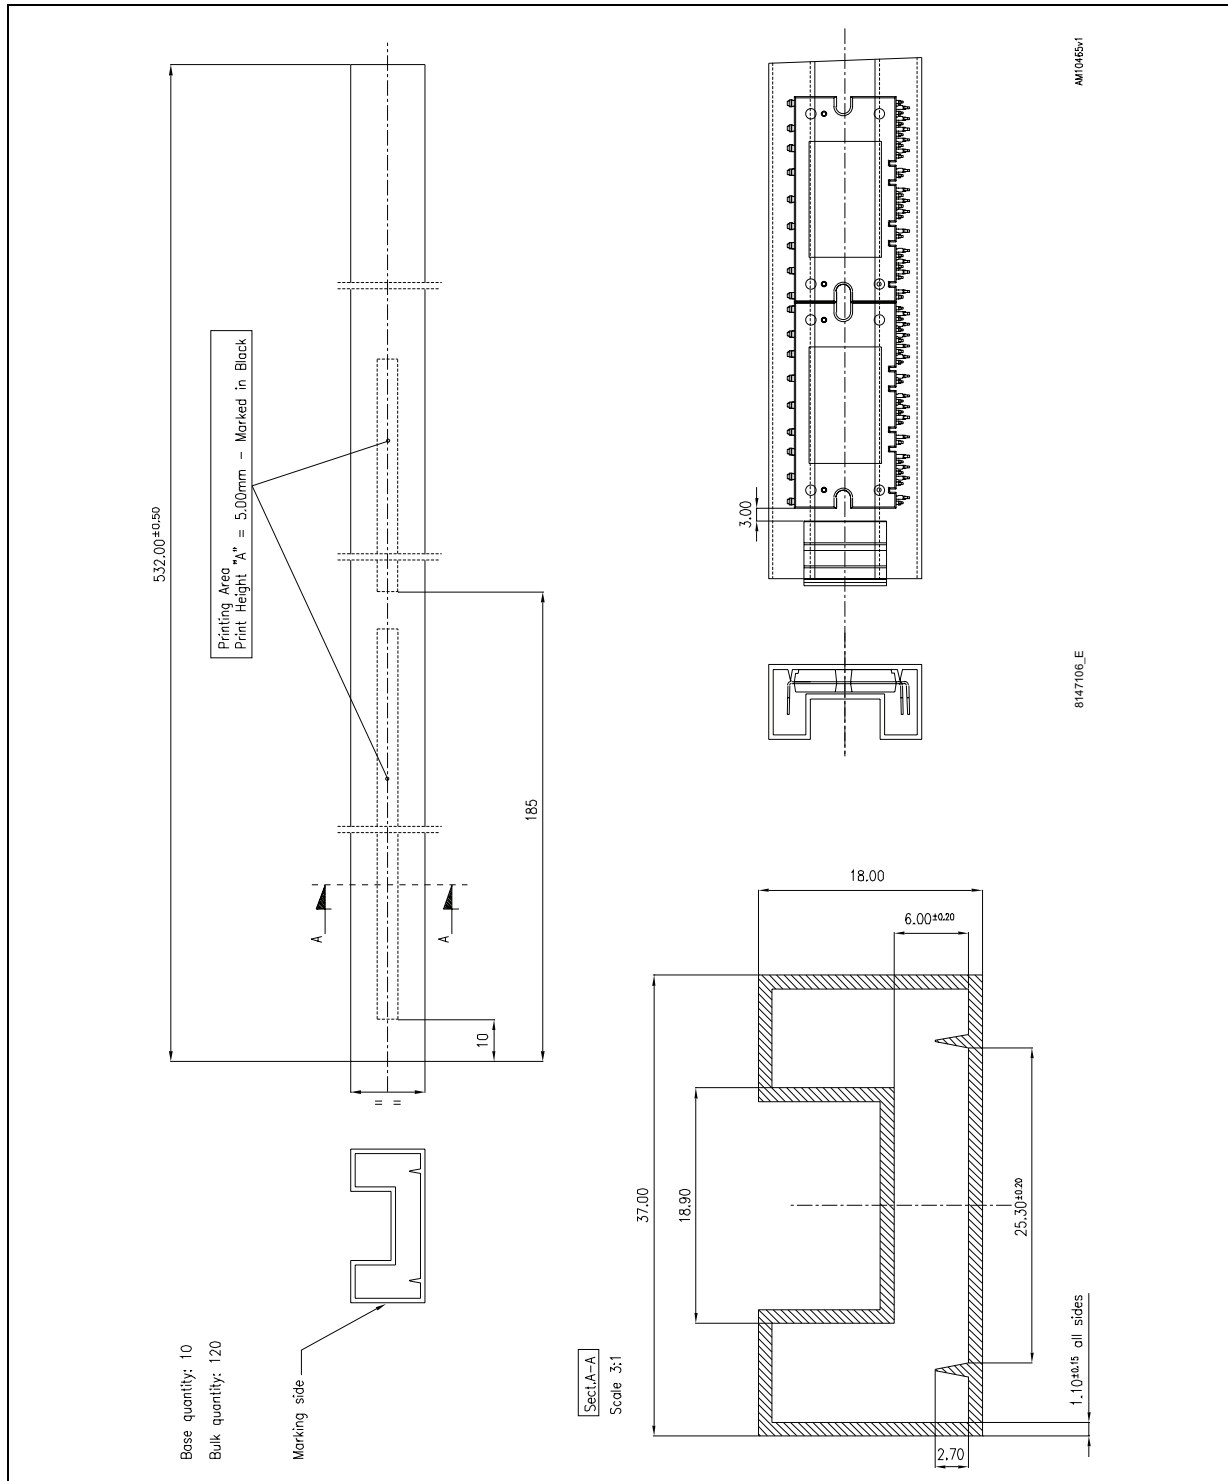 Base quantity: 10
Bulk quantity: 120
Marking side
532.00±0.50
Printing Area
Print Height "A" = 5.00mm - Marked in Black
= =
10
185
A
A
Sect.A-A
Scale 3:1
37.00
18.90
18.00
6.00±0.20
25.30±0.20
2.70
1.10±0.15 all sides
3.00
8147106_E
AM10465v1